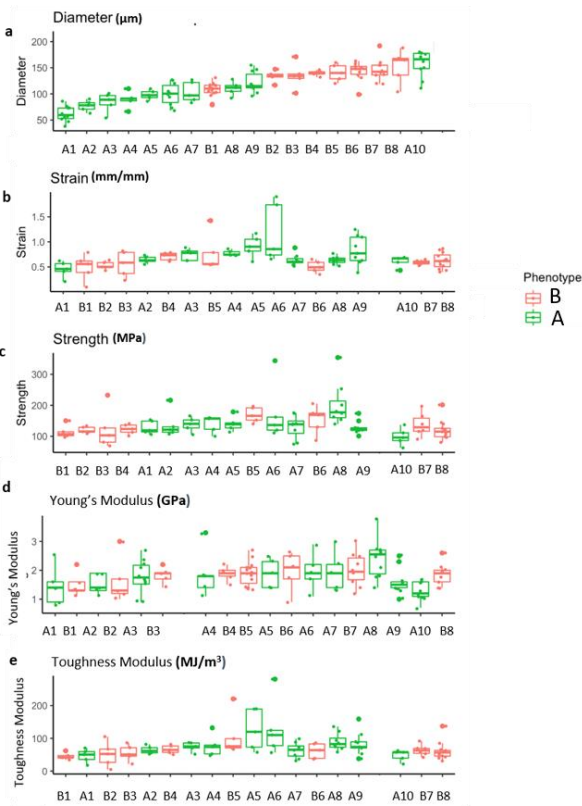 Diameter (µm)
a
Diameter
200
150
100
50
A1 A2 A3 A4 A5 A6 A7 B1 A8 A9 B2 B3 B4 B5 B6 B7 B8 A10
b
Strain (mm/mm)
Strain
1.5
1.0
0.5
A1 B1 B2 B3 A2 B4 A3 B5 A4 A5 A6 A7 B6 A8 A9 A10 B7 B8
Phenotype
B
A
c
Strength (MPa)
Strength
300
200
100
B1 B2 B3 B4 A1 A2 A3 A4 A5 B5 A6 A7 B6 A8 A9 A10 B7 B8
d
Young's Modulus (GPa)
Young's Modulus
3
2
1
A1 B1 A2 B2 A3 B3 A4 B4 B5 A5 B6 A6 A7 B7 A8 A9 A10 B8
e
Toughness Modulus (MJ/m³)
Toughness Modulus
200
100
0
B1 A1 B2 B3 A2 B4 A3 A4 B5 A5 A6 A7 B6 A8 A9 A10 B7 B8